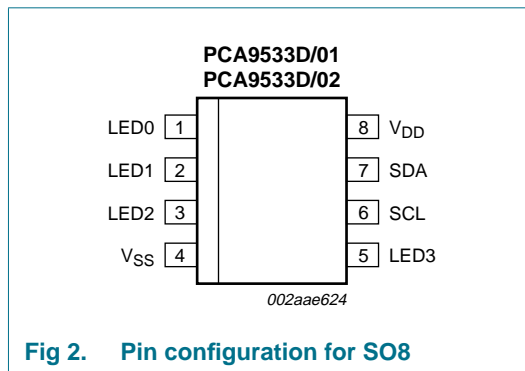 PCA9533D/01
PCA9533D/02
LED0 1 8 VDD
LED1 2 7 SDA
LED2 3 6 SCL
VSS 4 5 LED3
002aae624
Fig 2. Pin configuration for SO8